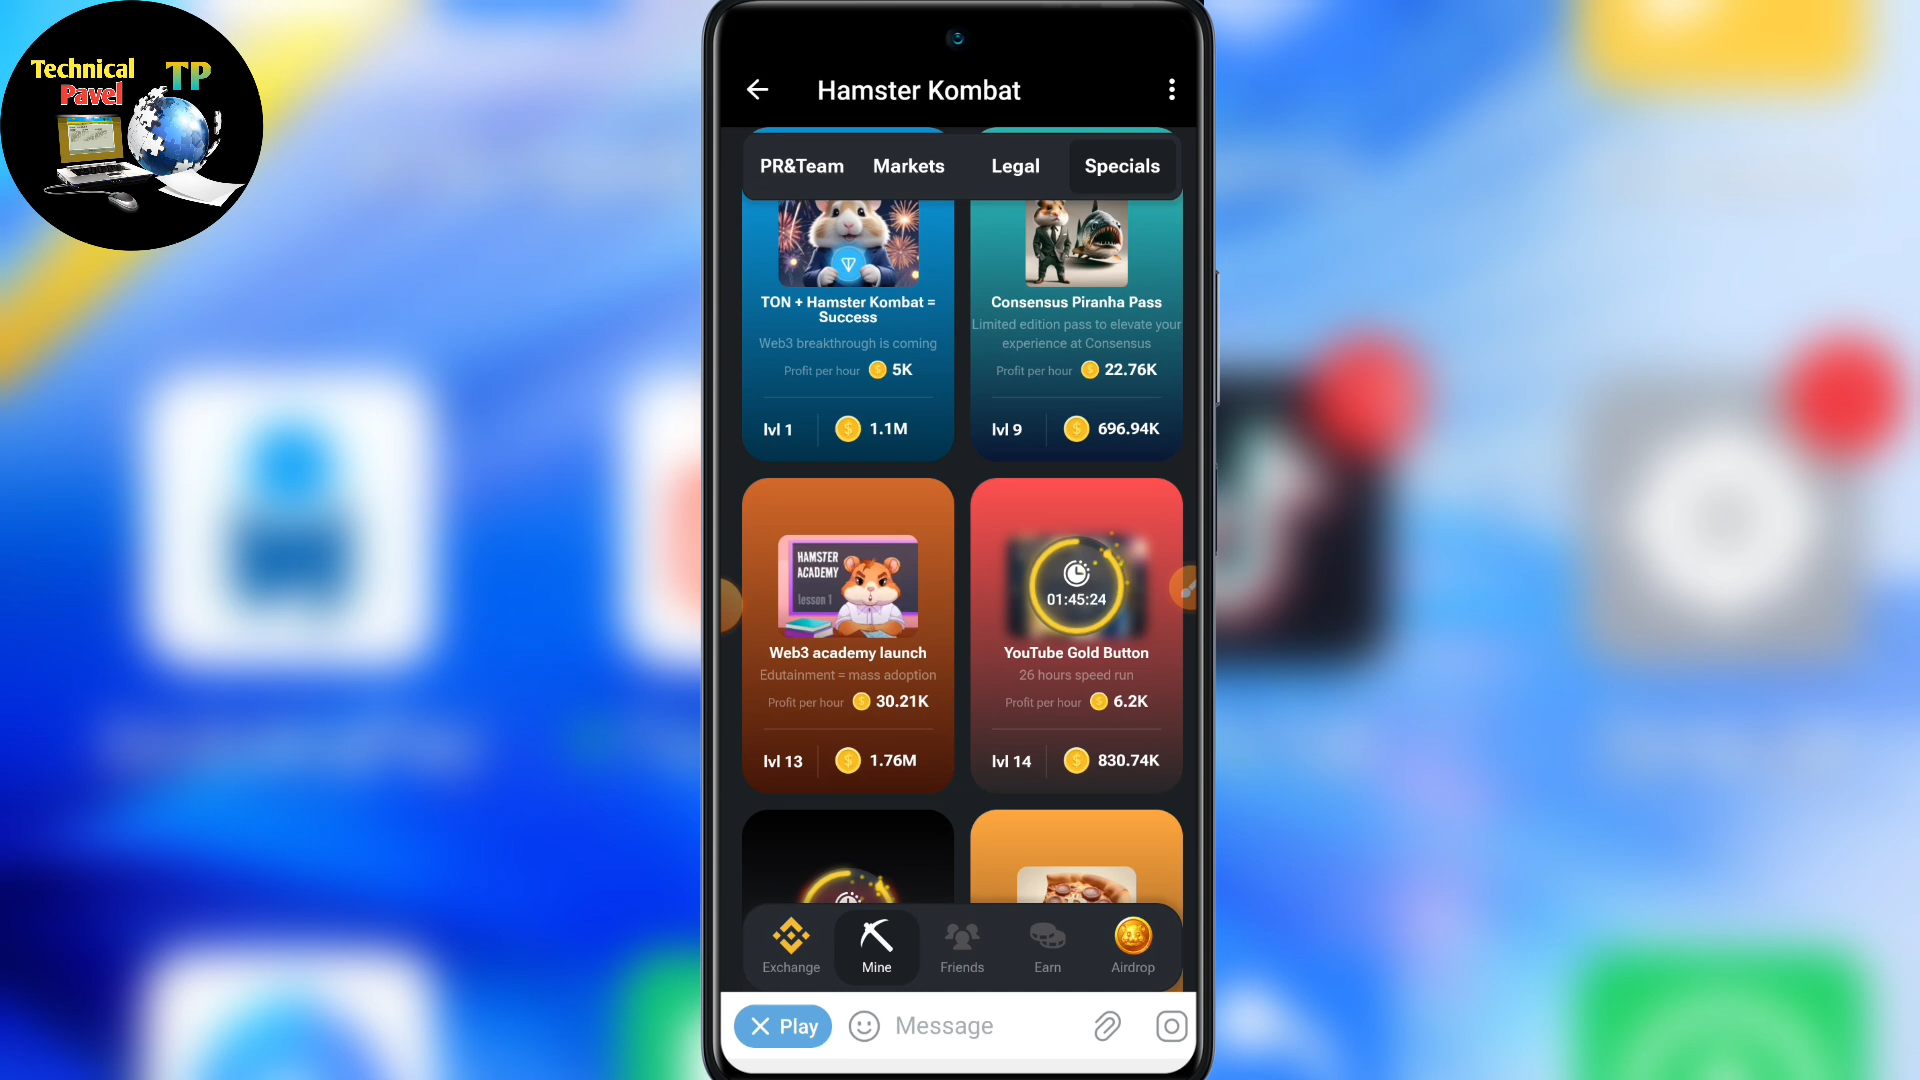 Technical TP
Pavel
Hamster Kombat
PR&Team Markets Legal Specials
TON + Hamster Kombat =
Success
Web3 breakthrough is coming
Profit per hour 5K
lvl 1 1.1M
Consensus Piranha Pass
Limited edition pass to elevate your
experience at Consensus
Profit per hour 22.76K
lvl 9 696.94K
HAMSTER
ACADEMY
lesson 1
Web3 academy launch
Edutainment = mass adoption
Profit per hour 30.21K
lvl 13 1.76M
01:45:24
YouTube Gold Button
26 hours speed run
Profit per hour 6.2K
lvl 14 830.74K
Exchange Mine Friends Earn Airdrop
Play Message